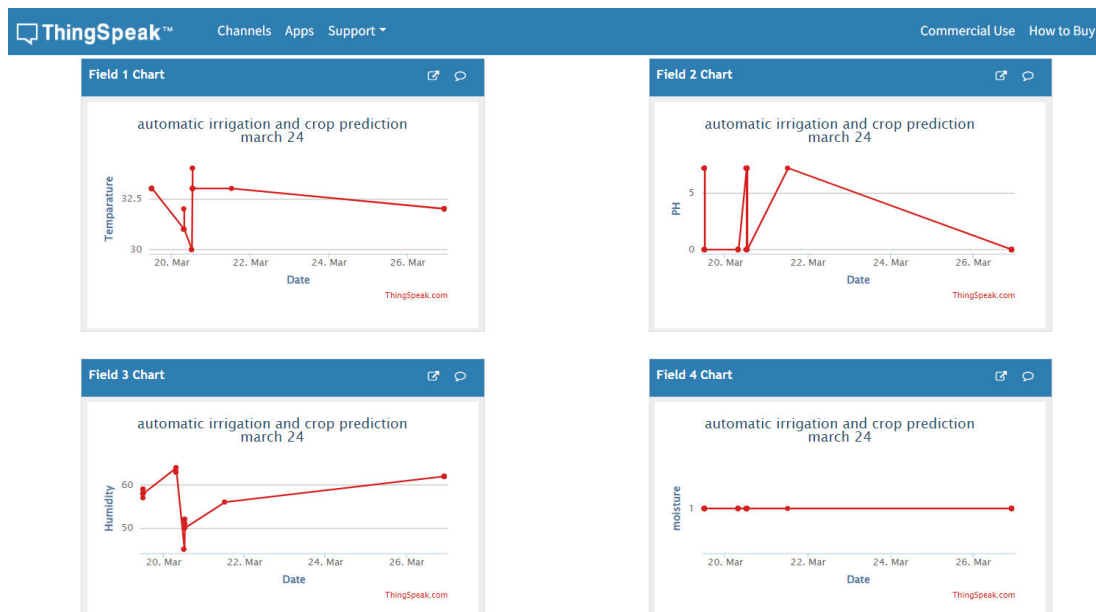 ThingSpeak™ Channels Apps Support Commercial Use How to Buy
Field 1 Chart
automatic irrigation and crop prediction
march 24
Temparature
32.5
30
20. Mar 22. Mar 24. Mar 26. Mar
Date
ThingSpeak.com
Field 2 Chart
automatic irrigation and crop prediction
march 24
PH
5
0
20. Mar 22. Mar 24. Mar 26. Mar
Date
ThingSpeak.com
Field 3 Chart
automatic irrigation and crop prediction
march 24
Humidity
60
50
20. Mar 22. Mar 24. Mar 26. Mar
Date
ThingSpeak.com
Field 4 Chart
automatic irrigation and crop prediction
march 24
moisture
1
20. Mar 22. Mar 24. Mar 26. Mar
Date
ThingSpeak.com